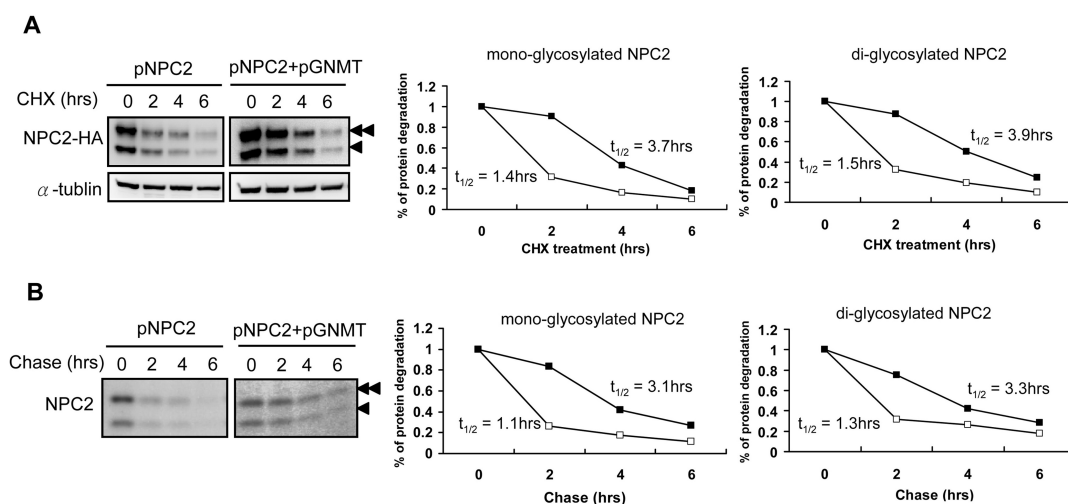 A
pNPC2
pNPC2+pGNMT
CHX (hrs)
0 2 4 6 0 2 4 6
NPC2-HA
α-tublin
mono-glycosylated NPC2
% of protein degradation
1.2
1
0.8
0.6
0.4
0.2
0
t1/2 = 3.7hrs
t1/2 = 1.4hrs
0 2 4 6
CHX treatment (hrs)
di-glycosylated NPC2
% of protein degradation
1.2
1
0.8
0.6
0.4
0.2
0
t1/2 = 3.9hrs
t1/2 = 1.5hrs
0 2 4 6
CHX treatment (hrs)
B
pNPC2
pNPC2+pGNMT
Chase (hrs)
0 2 4 6 0 2 4 6
NPC2
mono-glycosylated NPC2
% of protein degradation
1.2
1
0.8
0.6
0.4
0.2
0
t1/2 = 3.1hrs
t1/2 = 1.1hrs
0 2 4 6
Chase (hrs)
di-glycosylated NPC2
% of protein degradation
1.2
1
0.8
0.6
0.4
0.2
0
t1/2 = 3.3hrs
t1/2 = 1.3hrs
0 2 4 6
Chase (hrs)